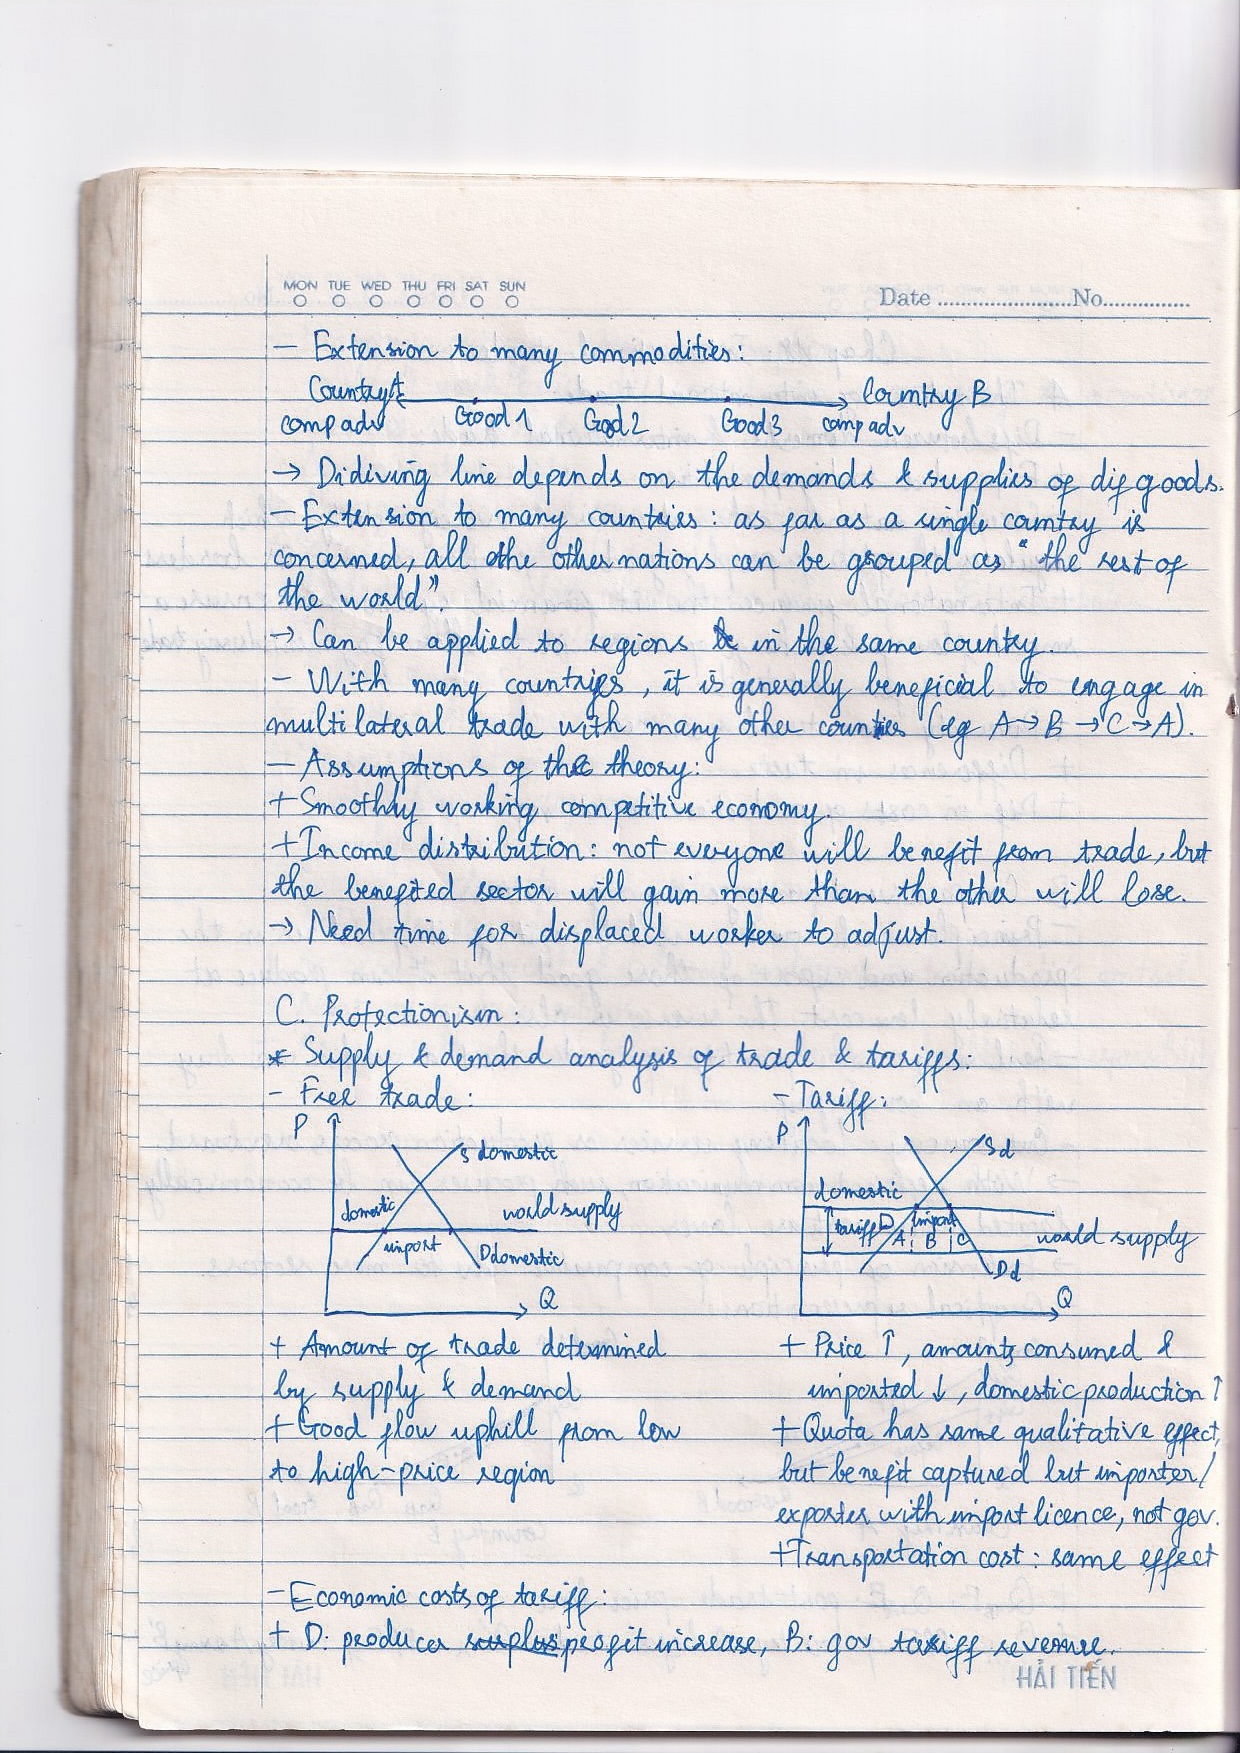 MON TUE WED THU FRI SAT SUN
Date ........................No................
- Extension to many commodities:
Country A Country B
comp adv Good 1 Good 2 Good 3 comp adv
→ Didiving line depends on the demands & supplies of dif goods.
- Extension to many countries: as far as a single country is
concerned, all the other nations can be grouped as "the rest of
the world".
→ Can be applied to regions in the same country.
- With many countries, it is generally beneficial to engage in
multilateral trade with many other countries (eg A → B → C → A).
- Assumptions of the theory:
+ Smoothly working competitive economy.
+ Income distribution: not everyone will benefit from trade, but
the benefited sector will gain more than the other will lose.
→ Need time for displaced worker to adjust.
C. Protectionism:
* Supply & demand analysis of trade & tariffs:
- Free trade:
P
S domestic
domestic world supply
import D domestic
Q
+ Amount of trade determined
by supply & demand
+ Good flow uphill from low
to high-price region
- Tariff:
P
Sd
domestic
tariff D import
A B C world supply
Dd
Q
+ Price ↑, amounts consumed &
imported ↓, domestic production ↑
+ Quota has same qualitative effect,
but benefit captured but importer/
exporter with import licence, not gov.
+ Transportation cost: same effect
- Economic costs of tariff:
+ D: producer surplus profit increase, B: gov tariff revenue.
HẢI TIẾN